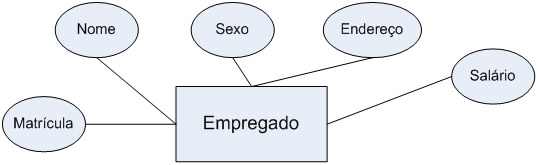 Nome
Sexo
Endereço
Salário
Matrícula
Empregado